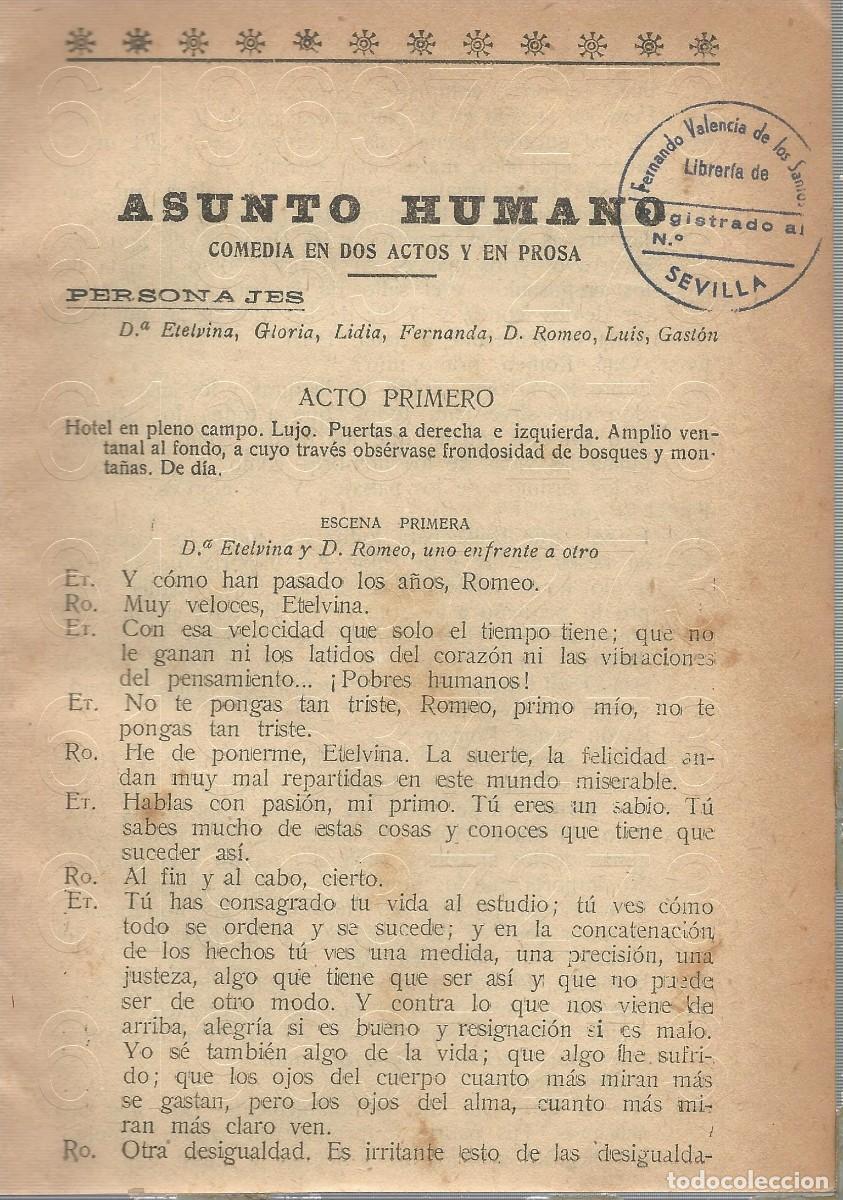 ASUNTO HUMANO
COMEDIA EN DOS ACTOS Y EN PROSA
Fernando Valencia de los Santos
Librería de
gistrado al
N.º
SEVILLA
PERSONAJES
D.ª Etelvina, Gloria, Lidia, Fernanda, D. Romeo, Luís, Gastón
ACTO PRIMERO
Hotel en pleno campo. Lujo. Puertas a derecha e izquierda. Amplio ven-
tanal al fondo, a cuyo través obsérvase frondosidad de bosques y mon-
tañas. De día.
ESCENA PRIMERA
D.ª Etelvina y D. Romeo, uno enfrente a otro
ET. Y cómo han pasado los años, Romeo.
RO. Muy veloces, Etelvina.
ET. Con esa velocidad que solo el tiempo tiene; que no
le ganan ni los latidos del corazón ni las vibraciones
del pensamiento... ¡Pobres humanos!
ET. No te pongas tan triste, Romeo, primo mío, no te
pongas tan triste.
RO. He de ponerme, Etelvina. La suerte, la felicidad an-
dan muy mal repartidas en este mundo miserable.
ET. Hablas con pasión, mi primo. Tú eres un sabio. Tú
sabes mucho de estas cosas y conoces que tiene que
suceder así.
RO. Al fin y al cabo, cierto.
ET. Tú has consagrado tu vida al estudio; tú ves cómo
todo se ordena y se sucede; y en la concatenación
de los hechos tú ves una medida, una precisión, una
justeza, algo que tiene que ser así y que no puede
ser de otro modo. Y contra lo que nos viene de
arriba, alegría si es bueno y resignación si es malo.
Yo sé también algo de la vida; que algo he sufri-
do; que los ojos del cuerpo cuanto más miran más
se gastan, pero los ojos del alma, cuanto más mi-
ran más claro ven.
RO. Otra desigualdad. Es irritante esto de las desigualda-
todocoleccion
61963273